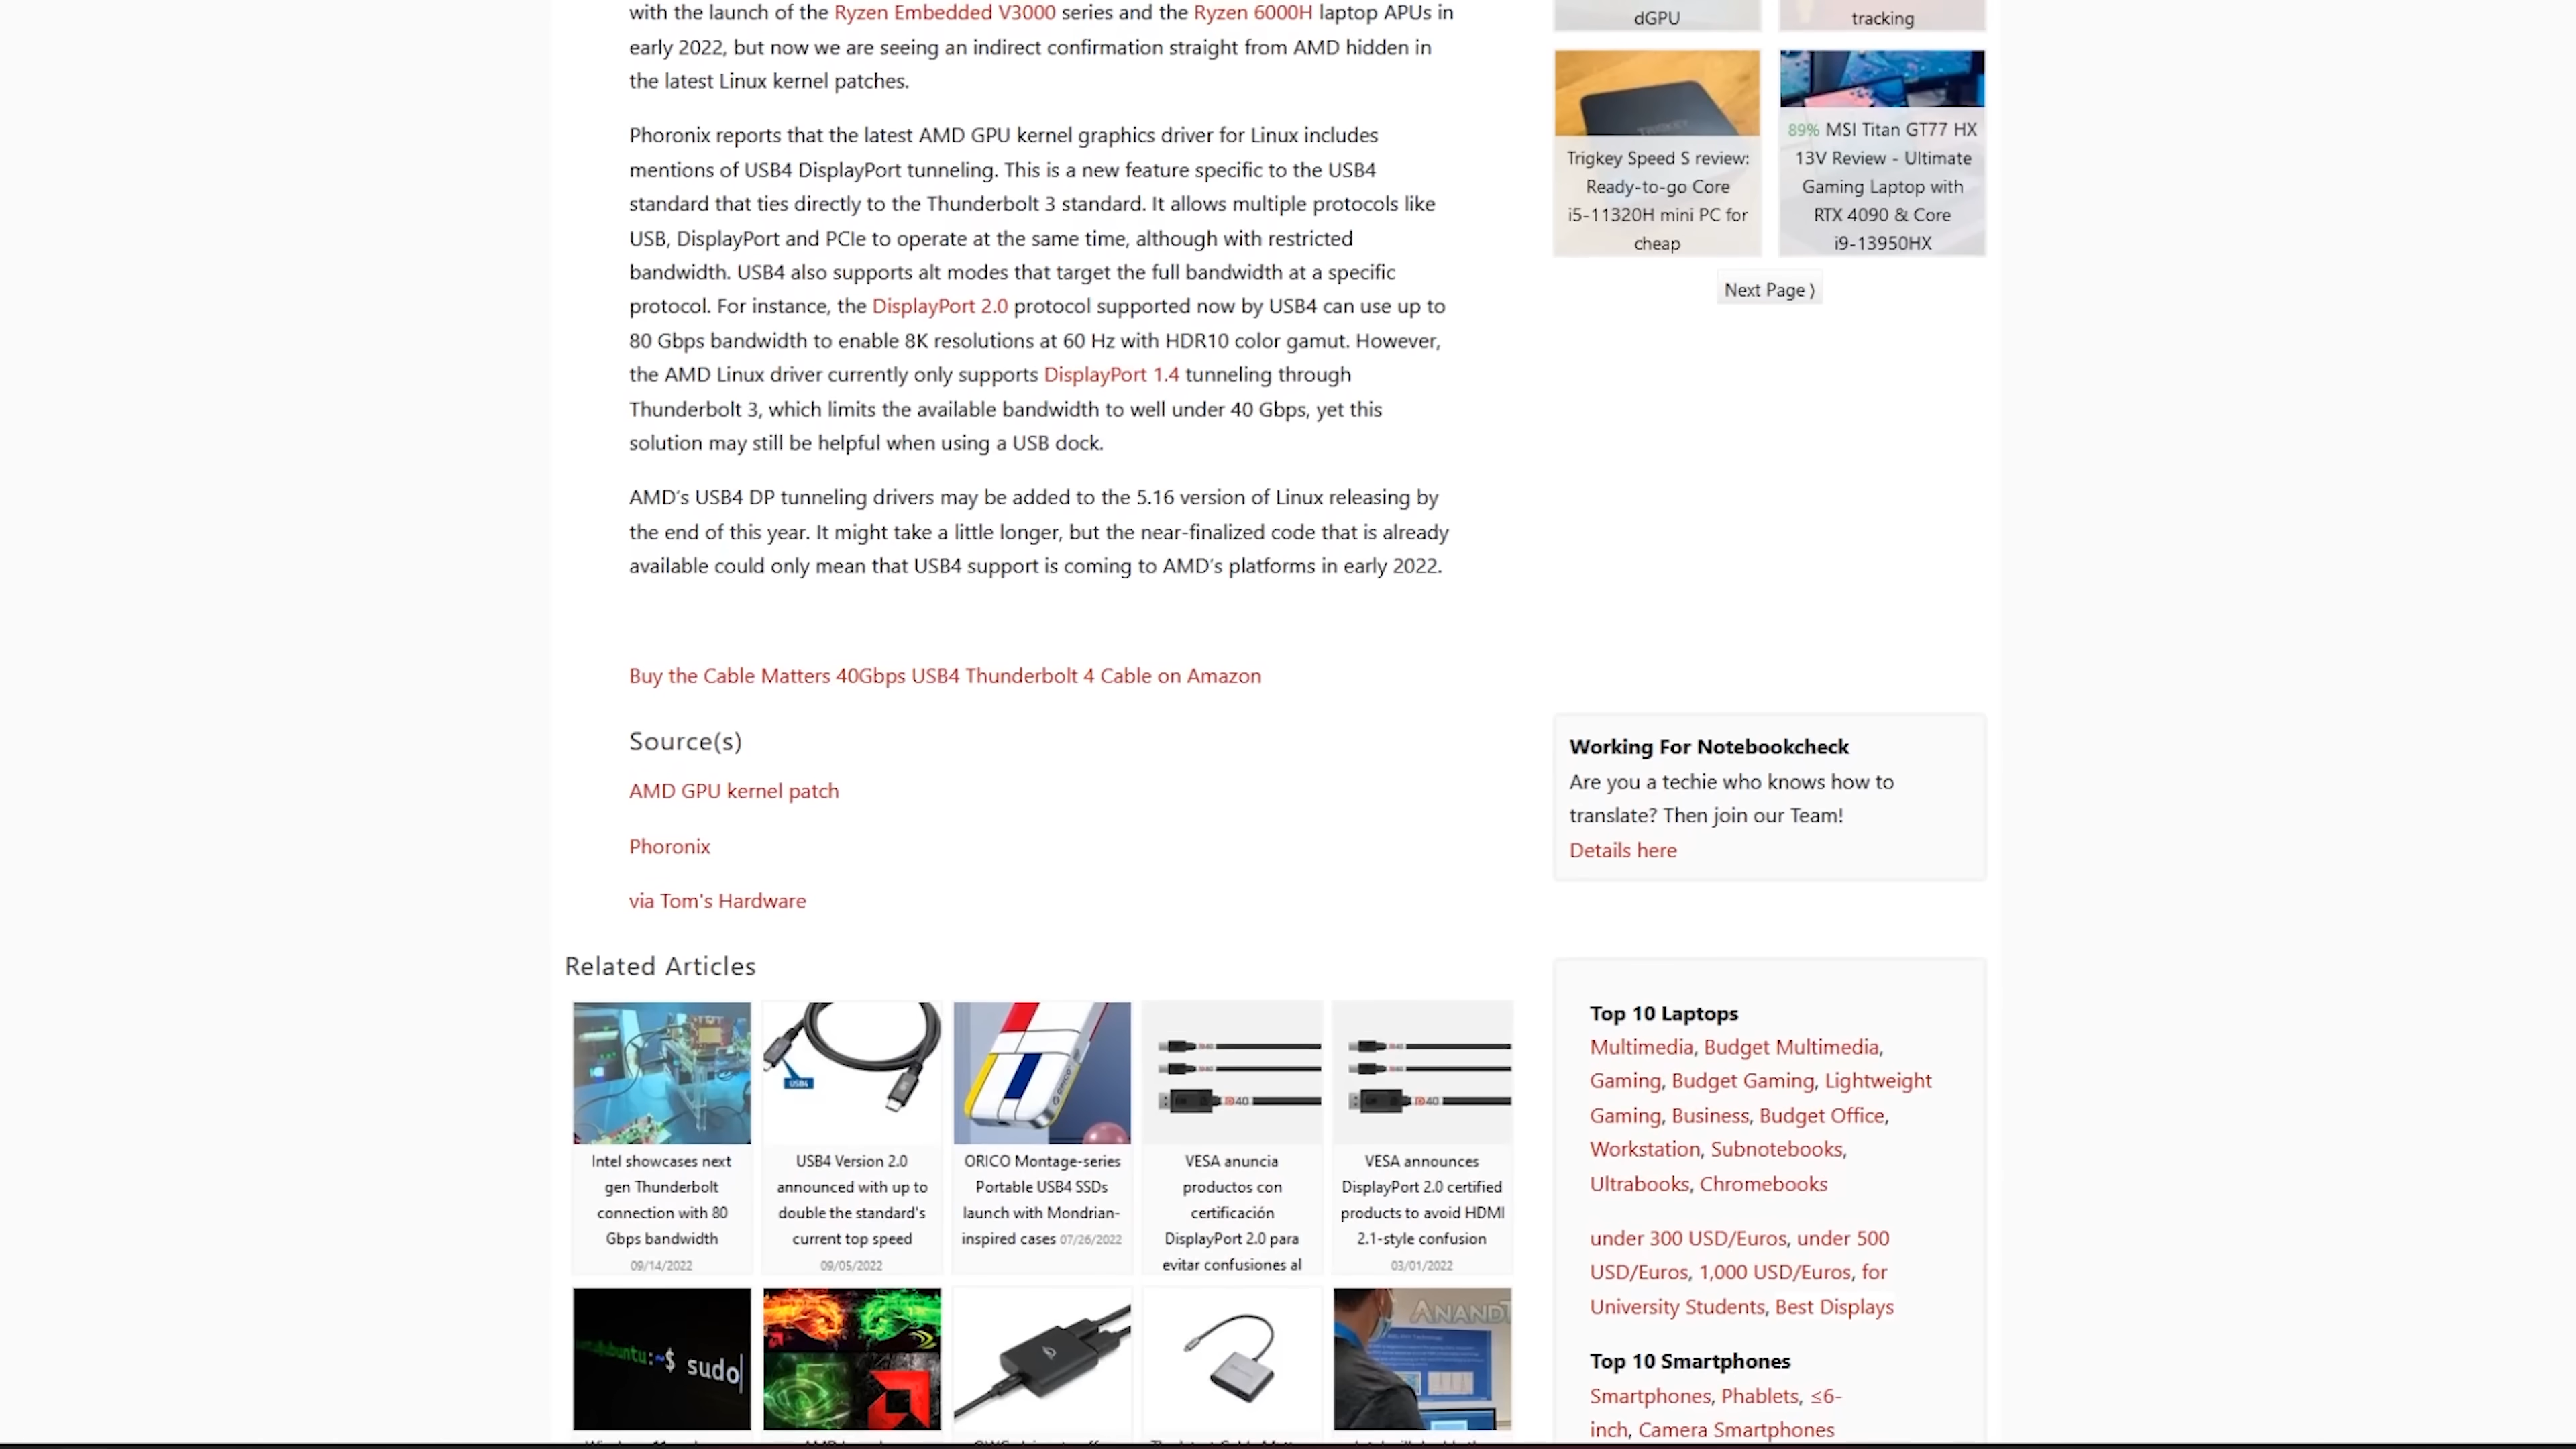 with the launch of the Ryzen Embedded V3000 series and the Ryzen 6000H laptop APUs in
early 2022, but now we are seeing an indirect confirmation straight from AMD hidden in
the latest Linux kernel patches.
Phoronix reports that the latest AMD GPU kernel graphics driver for Linux includes
mentions of USB4 DisplayPort tunneling. This is a new feature specific to the USB4
standard that ties directly to the Thunderbolt 3 standard. It allows multiple protocols like
USB, DisplayPort and PCIe to operate at the same time, although with restricted
bandwidth. USB4 also supports alt modes that target the full bandwidth at a specific
protocol. For instance, the DisplayPort 2.0 protocol supported now by USB4 can use up to
80 Gbps bandwidth to enable 8K resolutions at 60 Hz with HDR10 color gamut. However,
the AMD Linux driver currently only supports DisplayPort 1.4 tunneling through
Thunderbolt 3, which limits the available bandwidth to well under 40 Gbps, yet this
solution may still be helpful when using a USB dock.
AMD's USB4 DP tunneling drivers may be added to the 5.16 version of Linux releasing by
the end of this year. It might take a little longer, but the near-finalized code that is already
available could only mean that USB4 support is coming to AMD's platforms in early 2022.
Buy the Cable Matters 40Gbps USB4 Thunderbolt 4 Cable on Amazon
Source(s)
AMD GPU kernel patch
Phoronix
via Tom's Hardware
Related Articles
USB4
Intel showcases next
gen Thunderbolt
connection with 80
Gbps bandwidth
09/14/2022
USB4 Version 2.0
announced with up to
double the standard's
current top speed
09/05/2022
ORICO
ORICO Montage-series
Portable USB4 SSDs
launch with Mondrian-
inspired cases 07/26/2022
VESA anuncia
productos con
certificación
DisplayPort 2.0 para
evitar confusiones al
VESA announces
DisplayPort 2.0 certified
products to avoid HDMI
2.1-style confusion
03/01/2022
ubuntu:~$ sudo
ANANDT
dGPU
tracking
TRIGKEY
Trigkey Speed S review:
Ready-to-go Core
i5-11320H mini PC for
cheap
89% MSI Titan GT77 HX
13V Review - Ultimate
Gaming Laptop with
RTX 4090 & Core
i9-13950HX
Next Page ⟩
Working For Notebookcheck
Are you a techie who knows how to
translate? Then join our Team!
Details here
Top 10 Laptops
Multimedia, Budget Multimedia,
Gaming, Budget Gaming, Lightweight
Gaming, Business, Budget Office,
Workstation, Subnotebooks,
Ultrabooks, Chromebooks
under 300 USD/Euros, under 500
USD/Euros, 1,000 USD/Euros, for
University Students, Best Displays
Top 10 Smartphones
Smartphones, Phablets, ≤6-
inch, Camera Smartphones